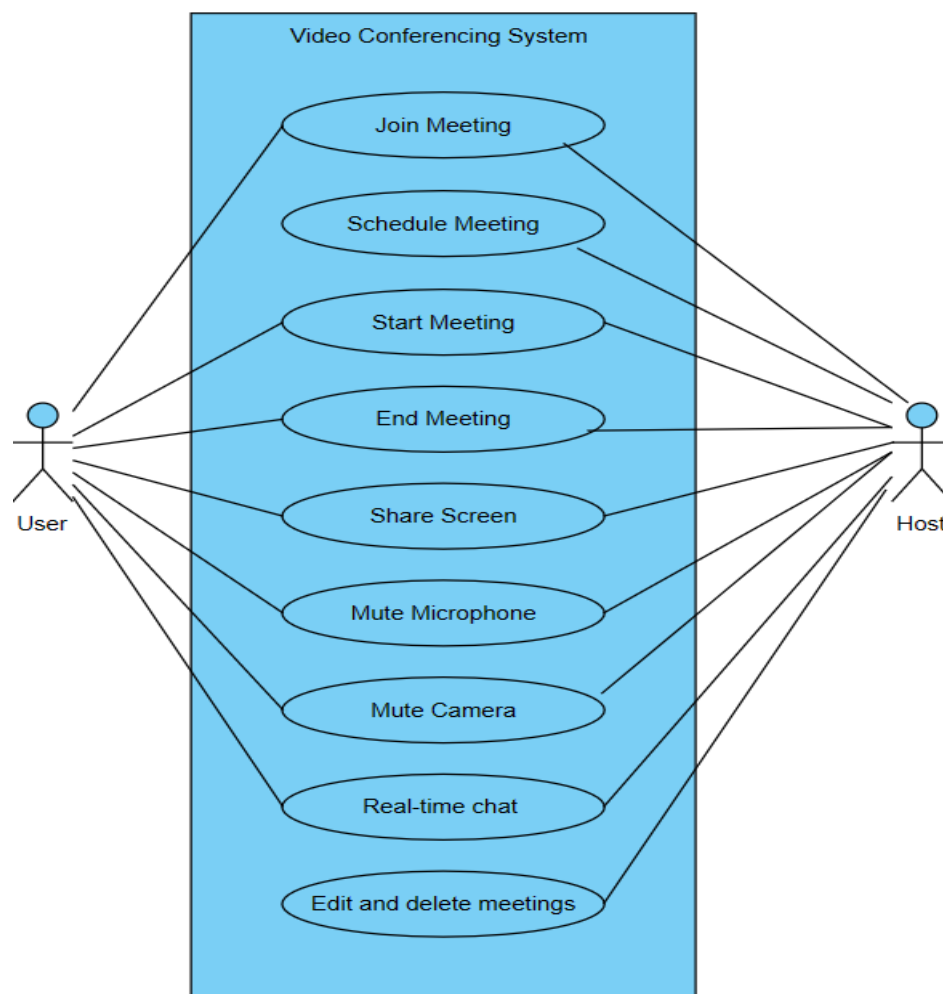 Video Conferencing System
Join Meeting
Schedule Meeting
Start Meeting
End Meeting
Share Screen
User
Host
Mute Microphone
Mute Camera
Real-time chat
Edit and delete meetings